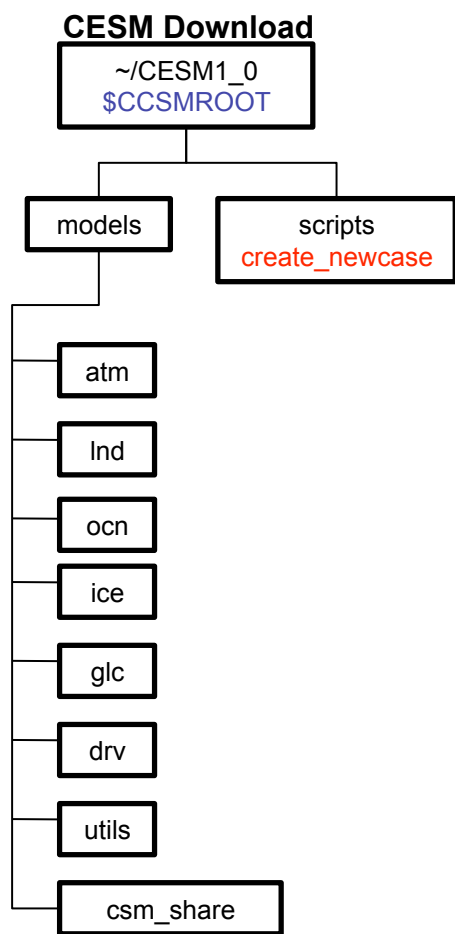 CESM Download
~/CESM1_0
$CCSMROOT
models
scripts
create_newcase
atm
lnd
ocn
ice
glc
drv
utils
csm_share